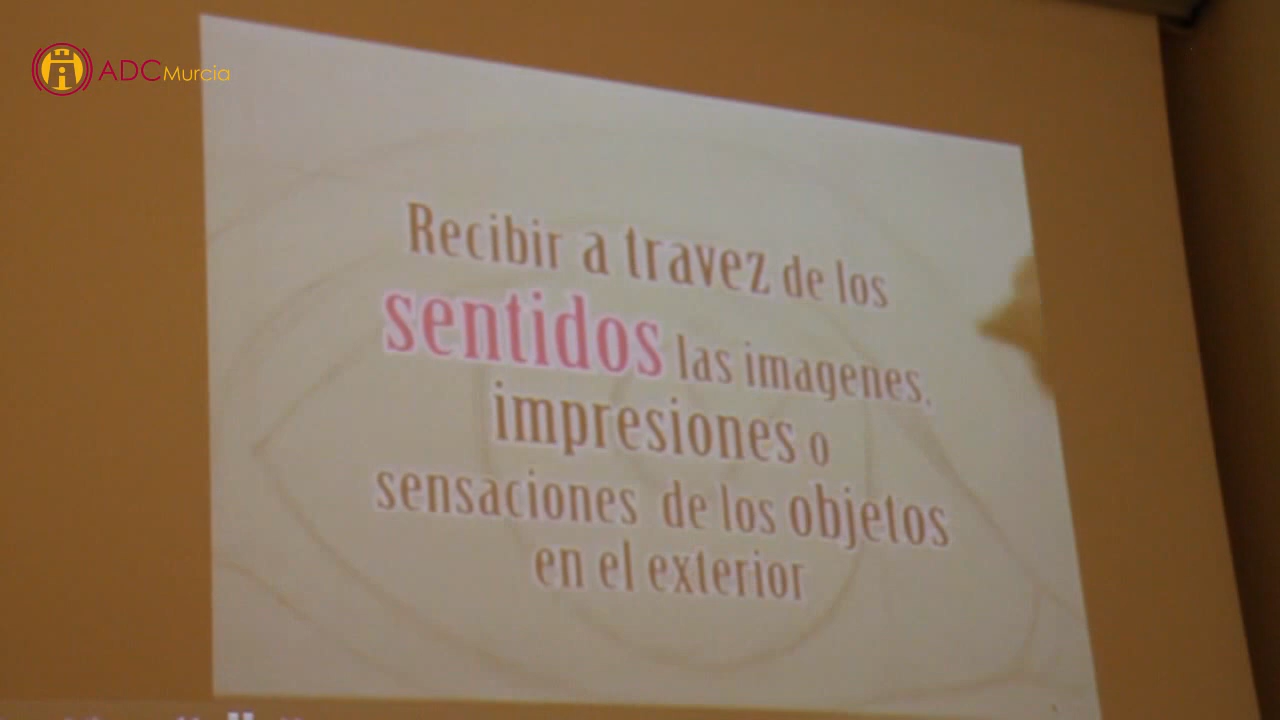 ADCMurcia
Recibir a travez de los
sentidos las imagenes,
impresiones o
sensaciones de los objetos
en el exterior